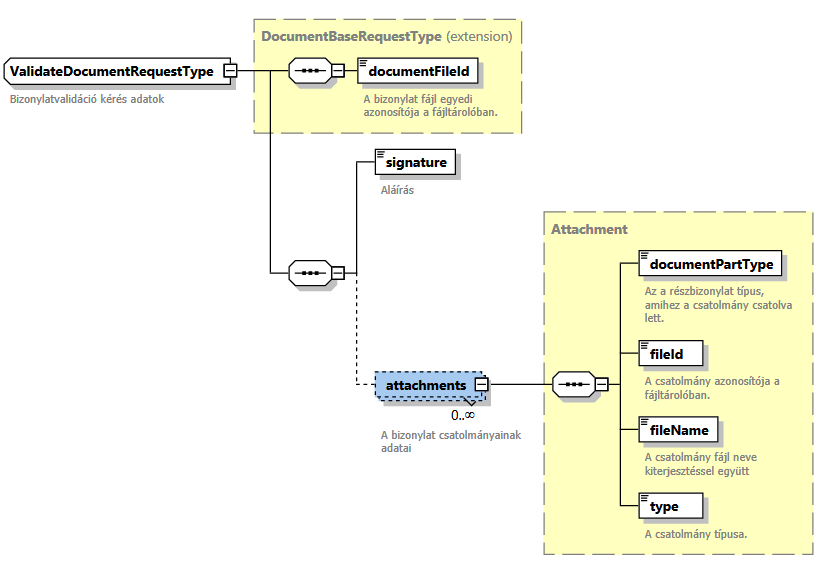 DocumentBaseRequestType (extension)
ValidateDocumentRequestType
Bizonylatvalidáció kérés adatok
documentFileId
A bizonylat fájl egyedi
azonosítója a fájltárolóban.
signature
Aláírás
Attachment
documentPartType
Az a részbizonylat típus,
amihez a csatolmány csatolva
lett.
fileId
A csatolmány azonosítója a
fájltárolóban.
attachments
0..∞
A bizonylat csatolmányainak
adatai
fileName
A csatolmány fájl neve
kiterjesztéssel együtt
type
A csatolmány típusa.